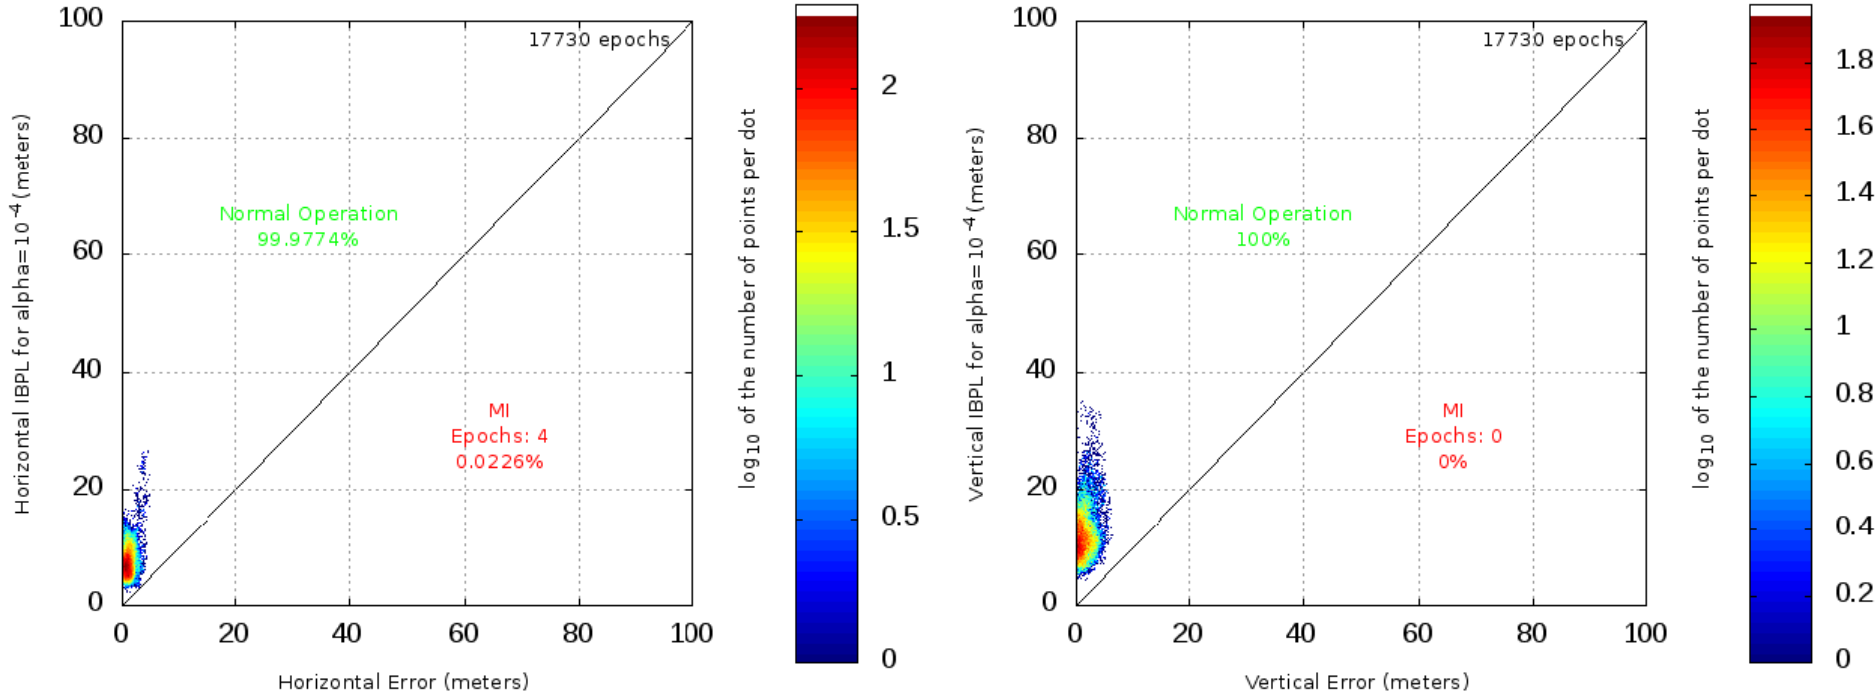 Horizontal IBPL for alpha=10^-4 (meters)
100
80
60
40
20
0
17730 epochs
Normal Operation
99.9774%
MI
Epochs: 4
0.0226%
0 20 40 60 80 100
Horizontal Error (meters)
log10 of the number of points per dot
2
1.5
1
0.5
0
Vertical IBPL for alpha=10^-4 (meters)
100
80
60
40
20
0
17730 epochs
Normal Operation
100%
MI
Epochs: 0
0%
0 20 40 60 80 100
Vertical Error (meters)
log10 of the number of points per dot
1.8
1.6
1.4
1.2
1
0.8
0.6
0.4
0.2
0